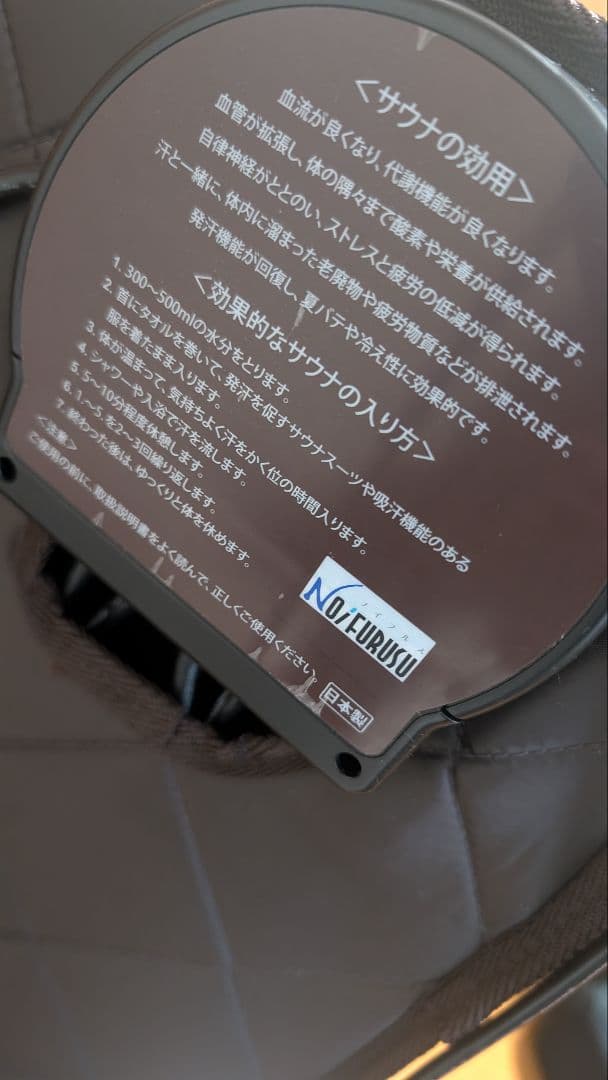 ＜サウナの効用＞
血流が良くなり、代謝機能が良くなります。
血管が拡張し、体の隅々まで酸素や栄養が供給されます。
自律神経がととのい、ストレスと疲労の低減が得られます。
汗と一緒に、体内に溜まった老廃物や疲労物質などが排泄されます。
発汗機能が回復し、夏バテや冷え性に効果的です。
＜効果的なサウナの入り方＞
1. 300～500mlの水分をとります。
2. 首にタオルを巻いて、発汗を促すサウナスーツや吸汗機能のある
服を着たまま入ります。
3. 体が温まって、気持ちよく汗をかく位の時間入ります。
4. シャワーや入浴で汗を流します。
5. 5～10分程度休憩します。
6. 1.～5.を2～3回繰り返します。
7. 終わった後は、ゆっくりと体を休めます。
＜注意＞
ご使用の前に、取扱説明書をよく読んで、正しくご使用ください。
ノイフルス
NOiFURUSU
日本製